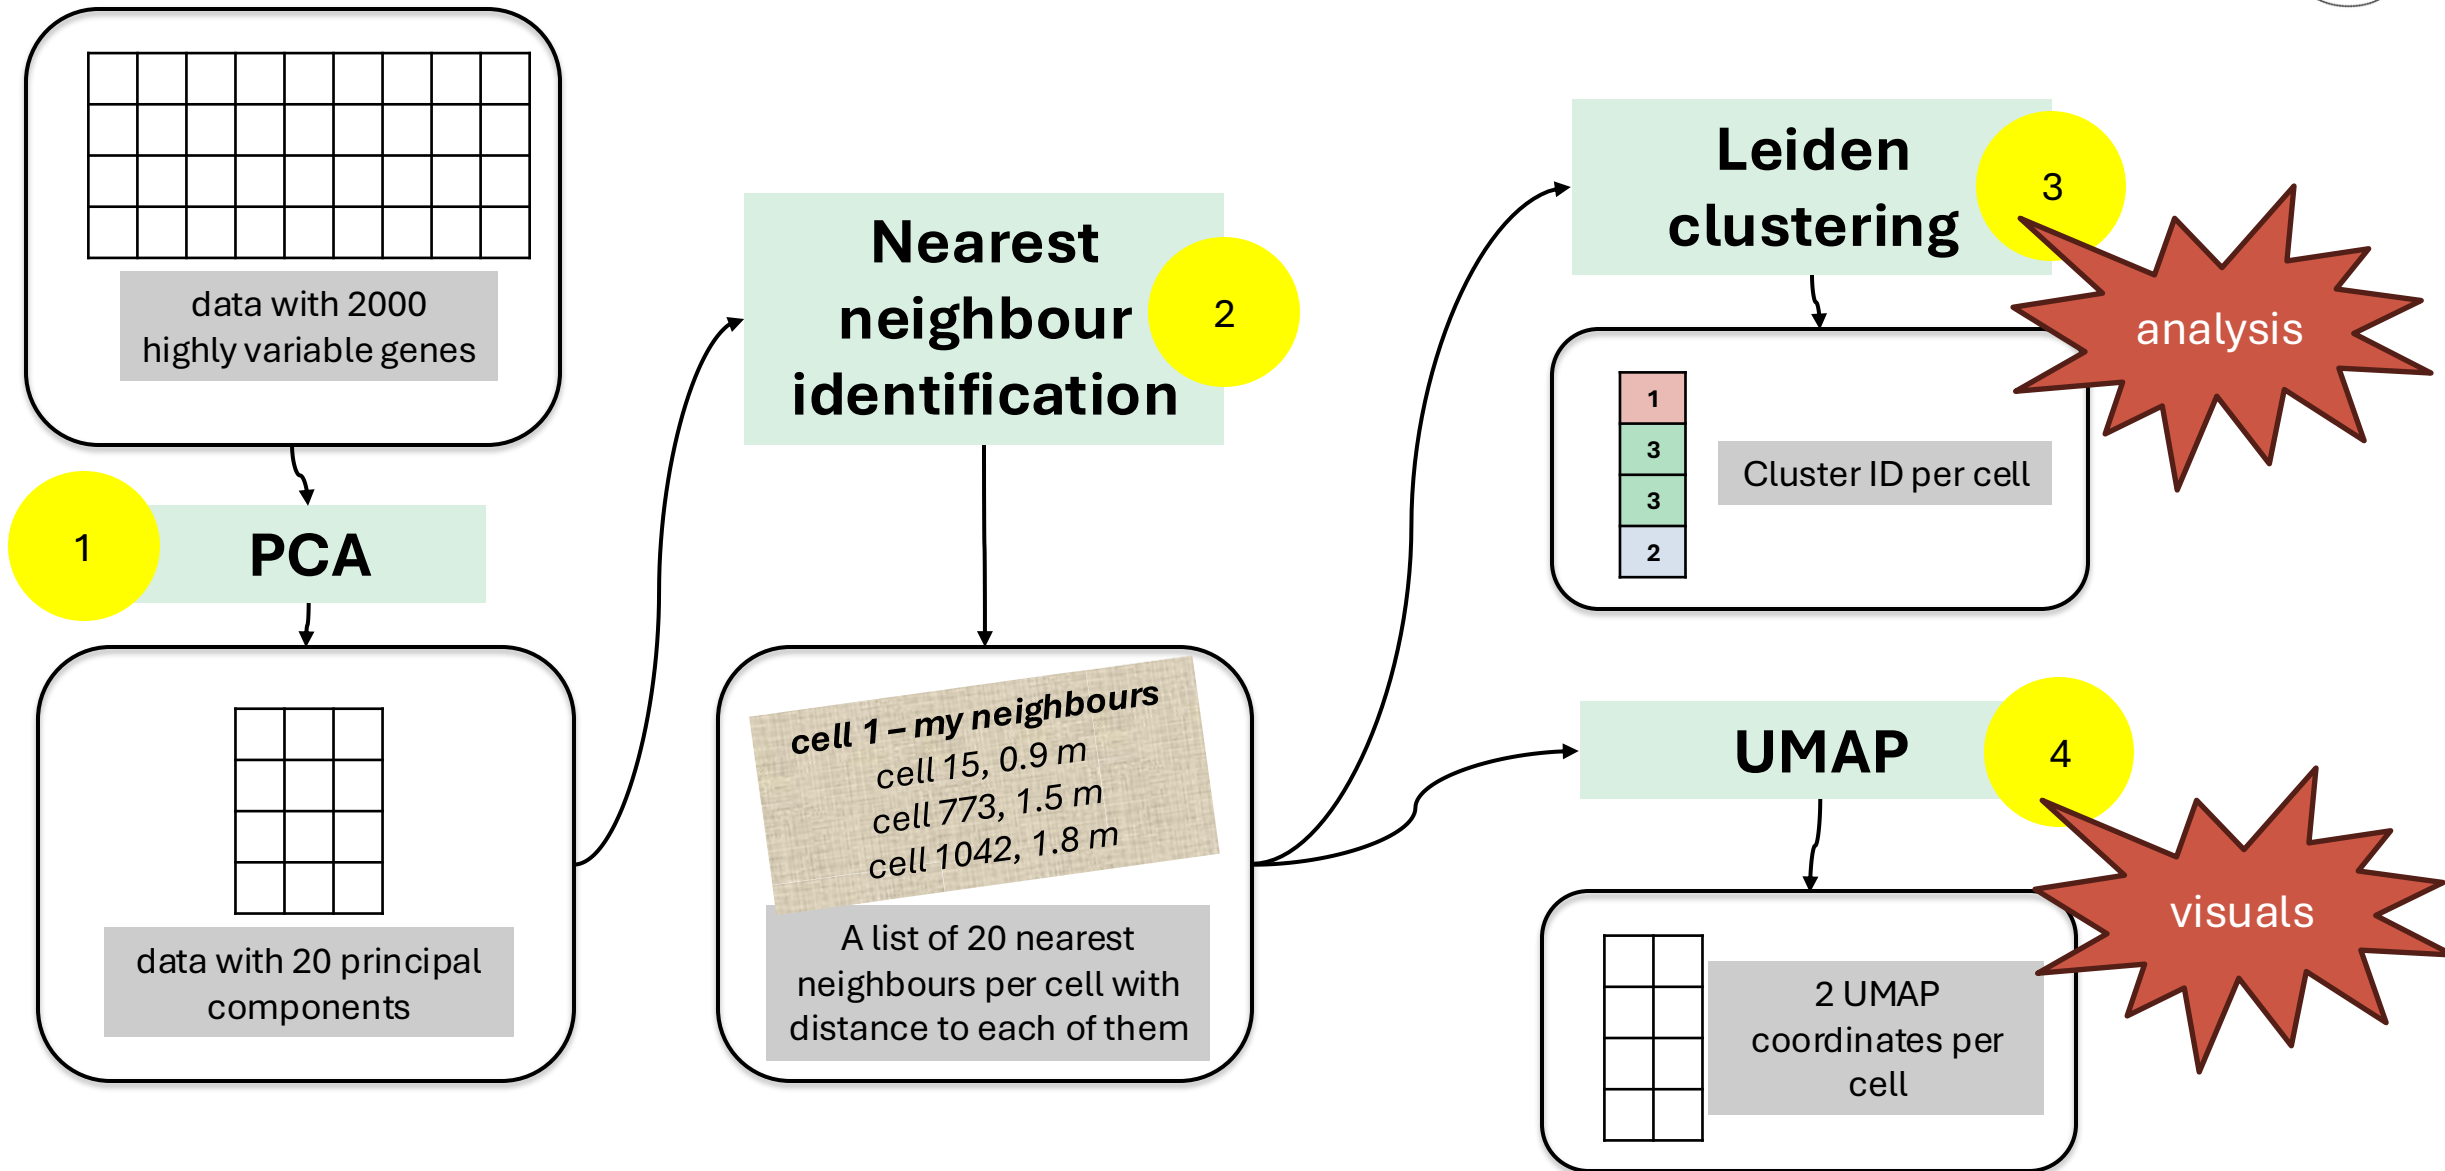 data with 2000
highly variable genes
1
PCA
data with 20 principal
components
Nearest
neighbour
identification
2
cell 1 – my neighbours
cell 15, 0.9 m
cell 773, 1.5 m
cell 1042, 1.8 m
A list of 20 nearest
neighbours per cell with
distance to each of them
Leiden
clustering
3
analysis
1
3
3
2
Cluster ID per cell
UMAP
4
visuals
2 UMAP
coordinates per
cell